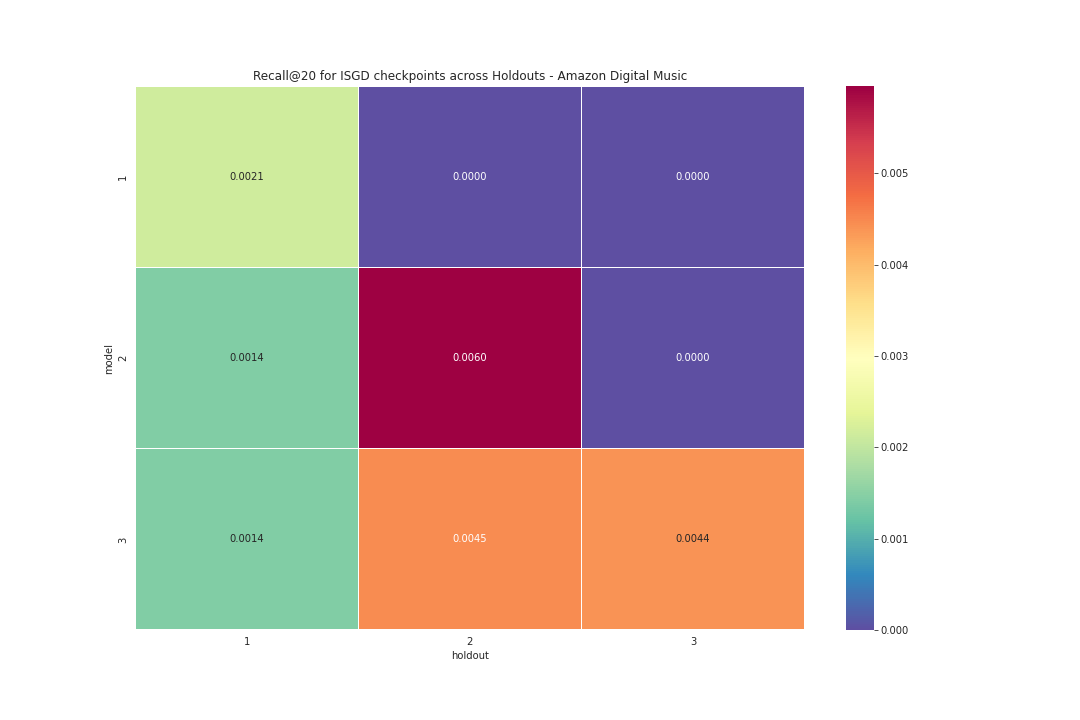 Recall@20 for ISGD checkpoints across Holdouts - Amazon Digital Music
0.0021 0.0000 0.0000
0.0014 0.0060 0.0000
0.0014 0.0045 0.0044
1
2
3
model
1 2 3
holdout
0.005
0.004
0.003
0.002
0.001
0.000